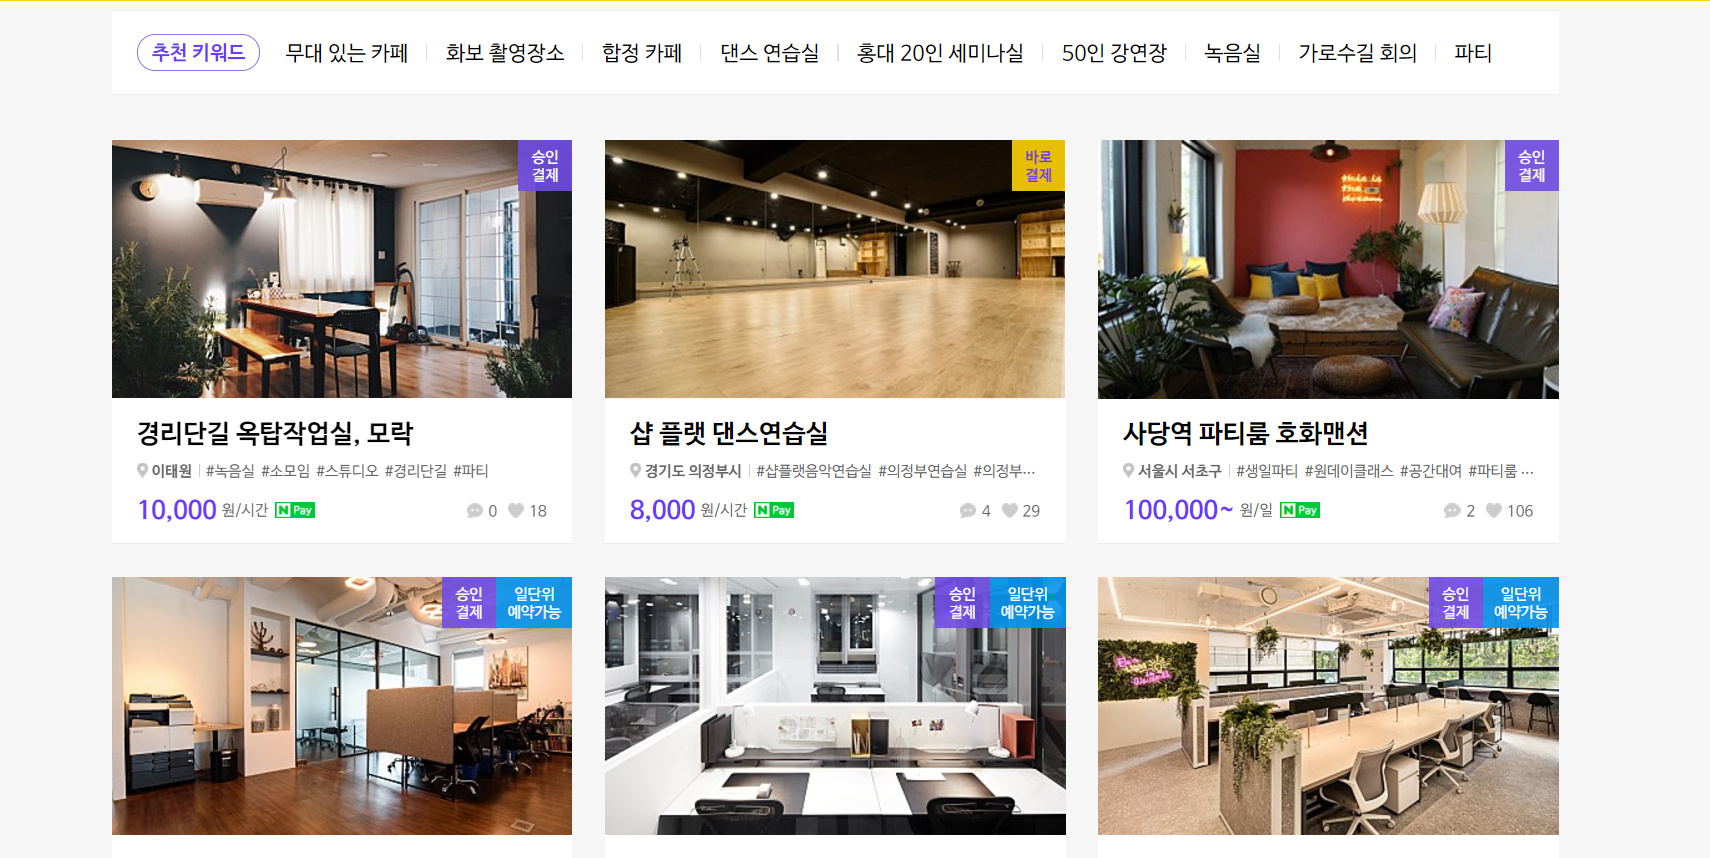 추천 키워드 무대 있는 카페 화보 촬영장소 합정 카페 댄스 연습실 홍대 20인 세미나실 50인 강연장 녹음실 가로수길 회의 파티
승인
결제
경리단길 옥탑작업실, 모락
이태원 #녹음실 #소모임 #스튜디오 #경리단길 #파티
10,000 원/시간 N Pay 0 18
바로
결제
샵 플랫 댄스연습실
경기도 의정부시 #샵플랫음악연습실 #의정부연습실 #의정부···
8,000 원/시간 N Pay 4 29
this is
the
dream
승인
결제
사당역 파티룸 호화맨션
서울시 서초구 #생일파티 #원데이클래스 #공간대여 #파티룸 ···
100,000~ 원/일 N Pay 2 106
승인
결제
일단위
예약가능
승인
결제
일단위
예약가능
승인
결제
일단위
예약가능